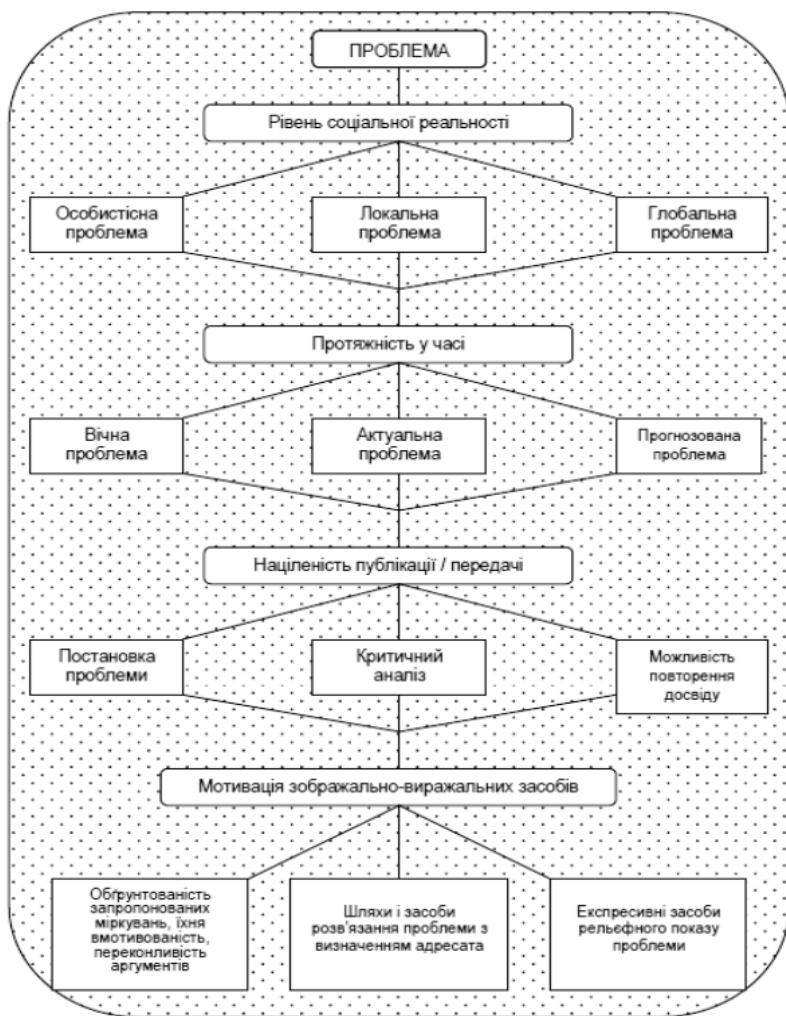 ПРОБЛЕМА
Рівень соціальної реальності
Особистісна
проблема
Локальна
проблема
Глобальна
проблема
Протяжність у часі
Вічна
проблема
Актуальна
проблема
Прогнозована
проблема
Націленість публікації / передачі
Постановка
проблеми
Критичний
аналіз
Можливість
повторення
досвіду
Мотивація зображально-виражальних засобів
Обґрунтованість
запропонованих
міркувань, їхня
вмотивованість,
переконливість
аргументів
Шляхи і засоби
розв'язання проблеми з
визначенням адресата
Експресивні засоби
рельєфного показу
проблеми